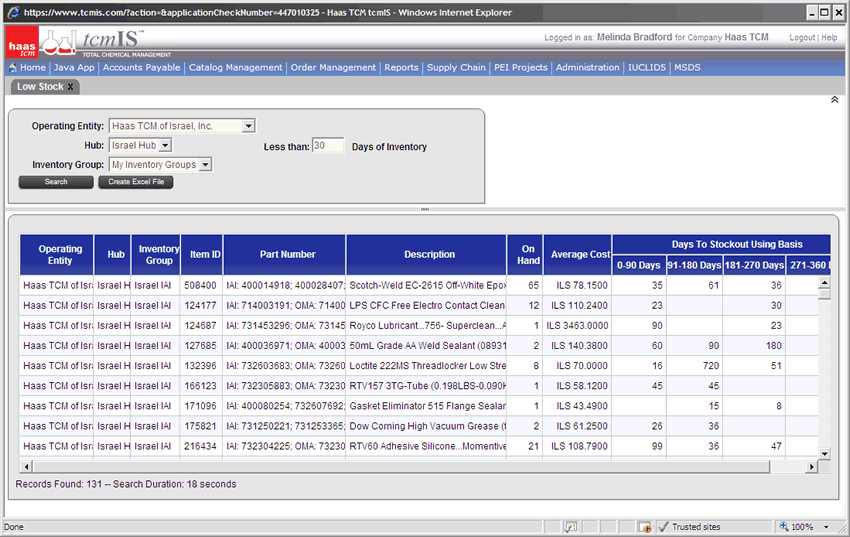 https://www.tcmis.com/?action=&applicationCheckNumber=447010325 - Haas TCM tcmIS - Windows Internet Explorer
haas tcm
tcmIS™
TOTAL CHEMICAL MANAGEMENT
Logged in as: Melinda Bradford for Company Haas TCM
Logout | Help
Home | Java App | Accounts Payable | Catalog Management | Order Management | Reports | Supply Chain | PEI Projects | Administration | IUCLID5 | MSDS
Low Stock X
Operating Entity: Haas TCM of Israel, Inc.
Hub: Israel Hub Less than: 30 Days of Inventory
Inventory Group: My Inventory Groups
Search Create Excel File
Operating Entity Hub Inventory Group Item ID Part Number Description On Hand Average Cost Days To Stockout Using Basis
0-90 Days 91-180 Days 181-270 Days 271-360
Haas TCM of Isra Israel H Israel IAI 508400 IAI: 400014918; 400028407; Scotch-Weld EC-2615 Off-White Epox 65 ILS 78.1500 35 61 36
Haas TCM of Isra Israel H Israel IAI 124177 IAI: 714003191; OMA: 71400 LPS CFC Free Electro Contact Clean 12 ILS 110.2400 23 30
Haas TCM of Isra Israel H Israel IAI 124687 IAI: 731453296; OMA: 73145 Royco Lubricant...756- Superclean...A 1 ILS 3463.0000 90 23
Haas TCM of Isra Israel H Israel IAI 127685 IAI: 400036971; OMA: 40003 50mL Grade AA Weld Sealant (08931 2 ILS 140.3800 60 90 180
Haas TCM of Isra Israel H Israel IAI 132396 IAI: 732603683; OMA: 73260 Loctite 222MS Threadlocker Low Stre 8 ILS 70.0000 16 720 51
Haas TCM of Isra Israel H Israel IAI 166123 IAI: 732305883; OMA: 73230 RTV157 3TG-Tube (0.198LBS-0.090K 1 ILS 58.1200 45 45
Haas TCM of Isra Israel H Israel IAI 171096 IAI: 400080254; 732607692; Gasket Eliminator 515 Flange Sealar 1 ILS 43.4900 15 8
Haas TCM of Isra Israel H Israel IAI 175821 IAI: 731250221; 731253365; Dow Corning High Vacuum Grease (f 2 ILS 61.2500 26 36
Haas TCM of Isra Israel H Israel IAI 216434 IAI: 732304225; OMA: 73230 RTV60 Adhesive Silicone...Momentive 21 ILS 108.7900 99 36 47
Records Found: 131 -- Search Duration: 18 seconds
Done Trusted sites 100%